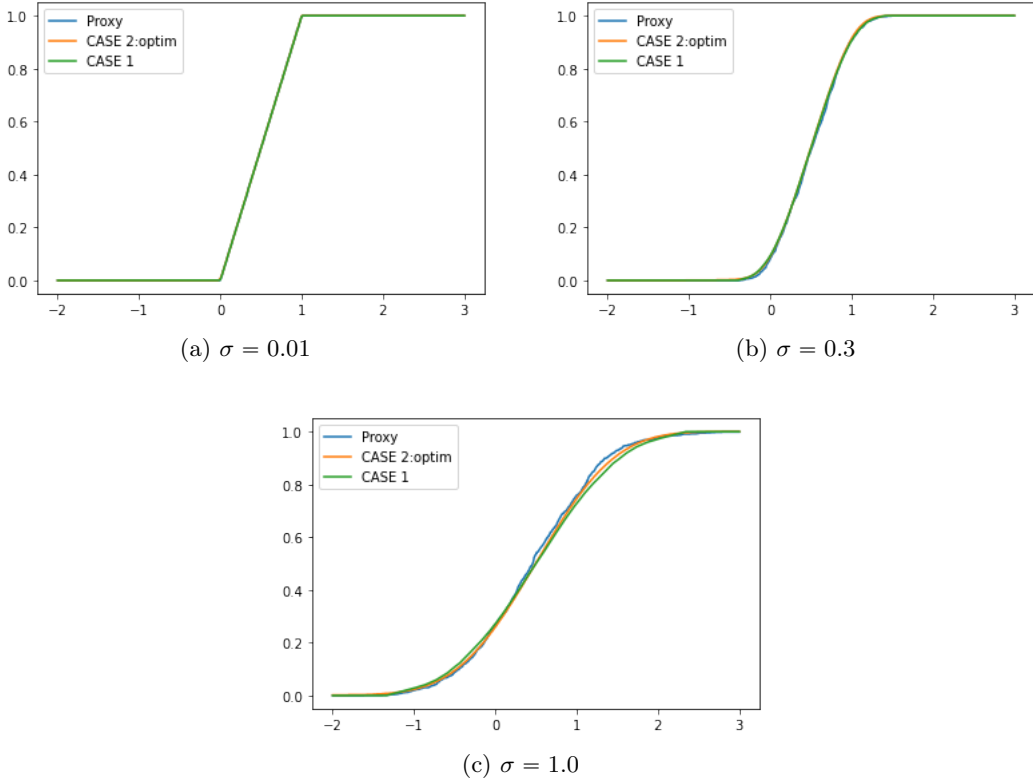 1.0
0.8
0.6
0.4
0.2
0.0
Proxy
CASE 2:optim
CASE 1
−2 −1 0 1 2 3
(a) σ = 0.01
1.0
0.8
0.6
0.4
0.2
0.0
Proxy
CASE 2:optim
CASE 1
−2 −1 0 1 2 3
(b) σ = 0.3
1.0
0.8
0.6
0.4
0.2
0.0
Proxy
CASE 2:optim
CASE 1
−2 −1 0 1 2 3
(c) σ = 1.0